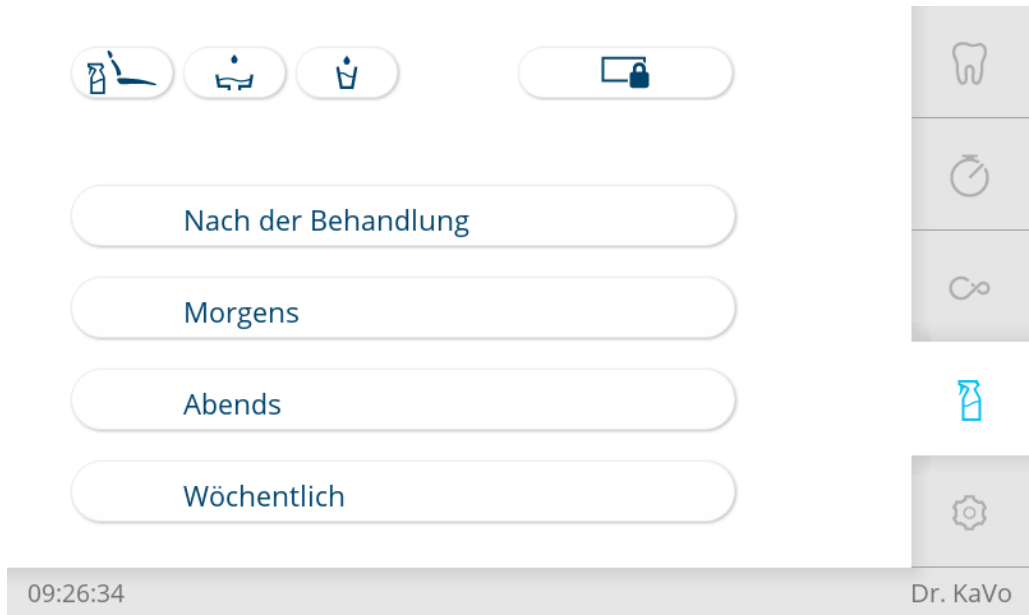 Nach der Behandlung
Morgens
Abends
Wöchentlich
09:26:34
Dr. KaVo